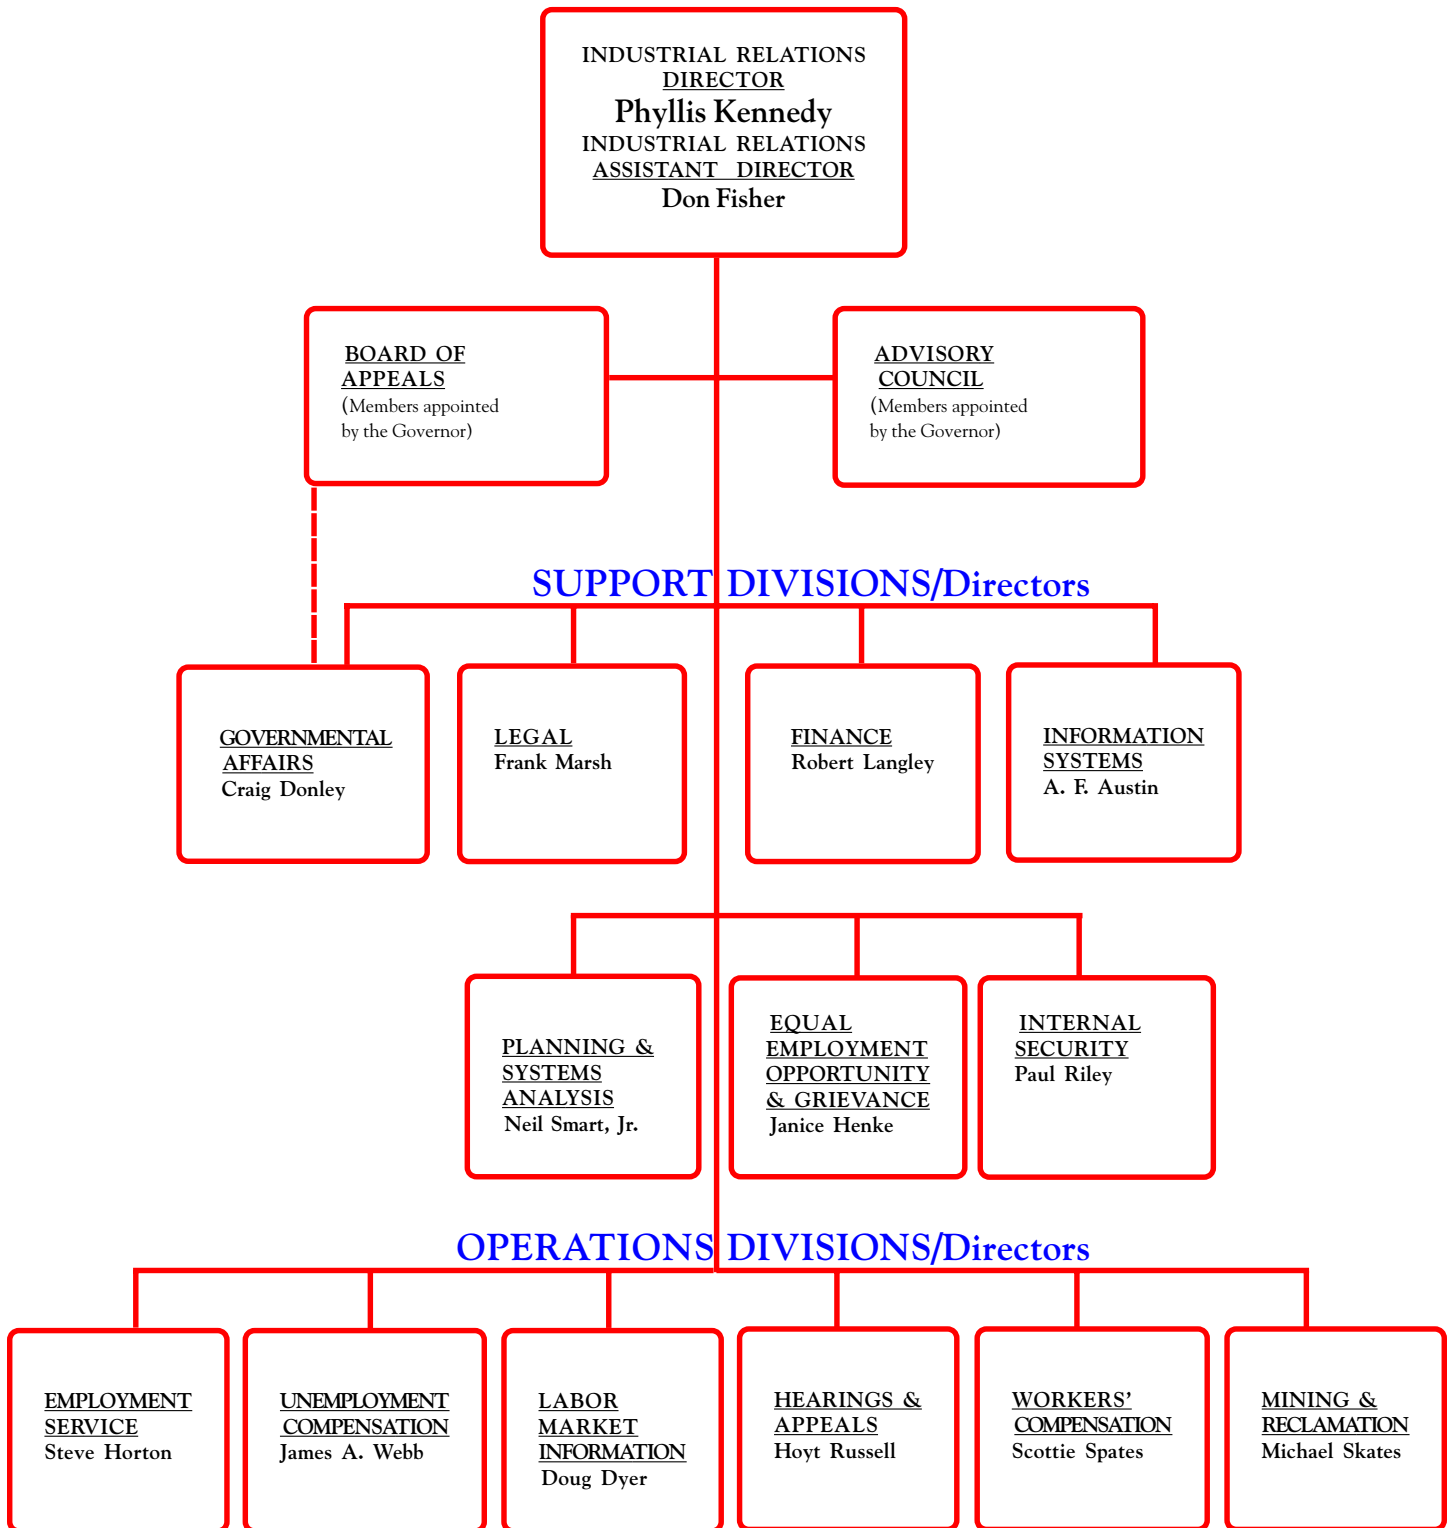 INDUSTRIAL RELATIONS
DIRECTOR
Phyllis Kennedy
INDUSTRIAL RELATIONS
ASSISTANT DIRECTOR
Don Fisher
BOARD OF
APPEALS
(Members appointed
by the Governor)
ADVISORY
COUNCIL
(Members appointed
by the Governor)
SUPPORT DIVISIONS/Directors
GOVERNMENTAL
AFFAIRS
Craig Donley
LEGAL
Frank Marsh
FINANCE
Robert Langley
INFORMATION
SYSTEMS
A. F. Austin
PLANNING &
SYSTEMS
ANALYSIS
Neil Smart, Jr.
EQUAL
EMPLOYMENT
OPPORTUNITY
& GRIEVANCE
Janice Henke
INTERNAL
SECURITY
Paul Riley
OPERATIONS DIVISIONS/Directors
EMPLOYMENT
SERVICE
Steve Horton
UNEMPLOYMENT
COMPENSATION
James A. Webb
LABOR
MARKET
INFORMATION
Doug Dyer
HEARINGS &
APPEALS
Hoyt Russell
WORKERS’
COMPENSATION
Scottie Spates
MINING &
RECLAMATION
Michael Skates